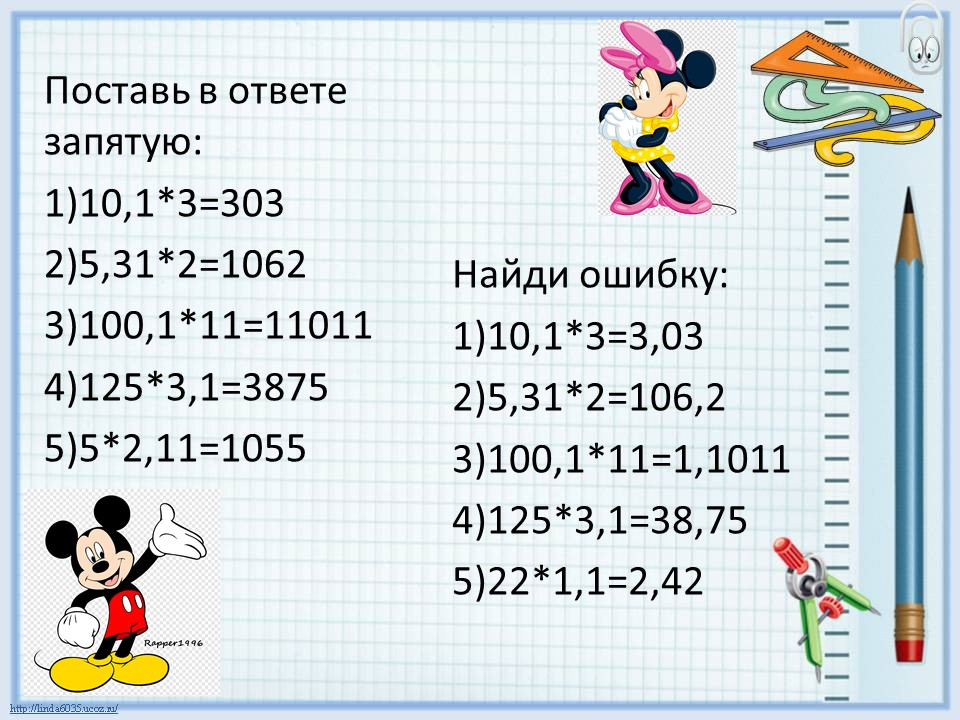 Поставь в ответе
запятую:
1)10,1*3=303
2)5,31*2=1062
3)100,1*11=11011
4)125*3,1=3875
5)5*2,11=1055
Найди ошибку:
1)10,1*3=3,03
2)5,31*2=106,2
3)100,1*11=1,1011
4)125*3,1=38,75
5)22*1,1=2,42
Rapper1996
http://linda6035.ucoz.ru/